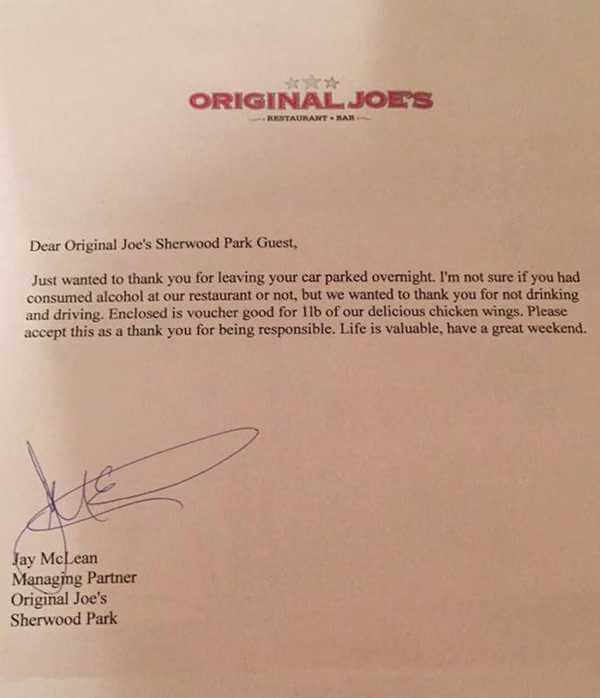 ORIGINAL JOE'S
RESTAURANT • BAR
Dear Original Joe's Sherwood Park Guest,
Just wanted to thank you for leaving your car parked overnight. I'm not sure if you had
consumed alcohol at our restaurant or not, but we wanted to thank you for not drinking
and driving. Enclosed is voucher good for 1lb of our delicious chicken wings. Please
accept this as a thank you for being responsible. Life is valuable, have a great weekend.
Jay McLean
Managing Partner
Original Joe's
Sherwood Park